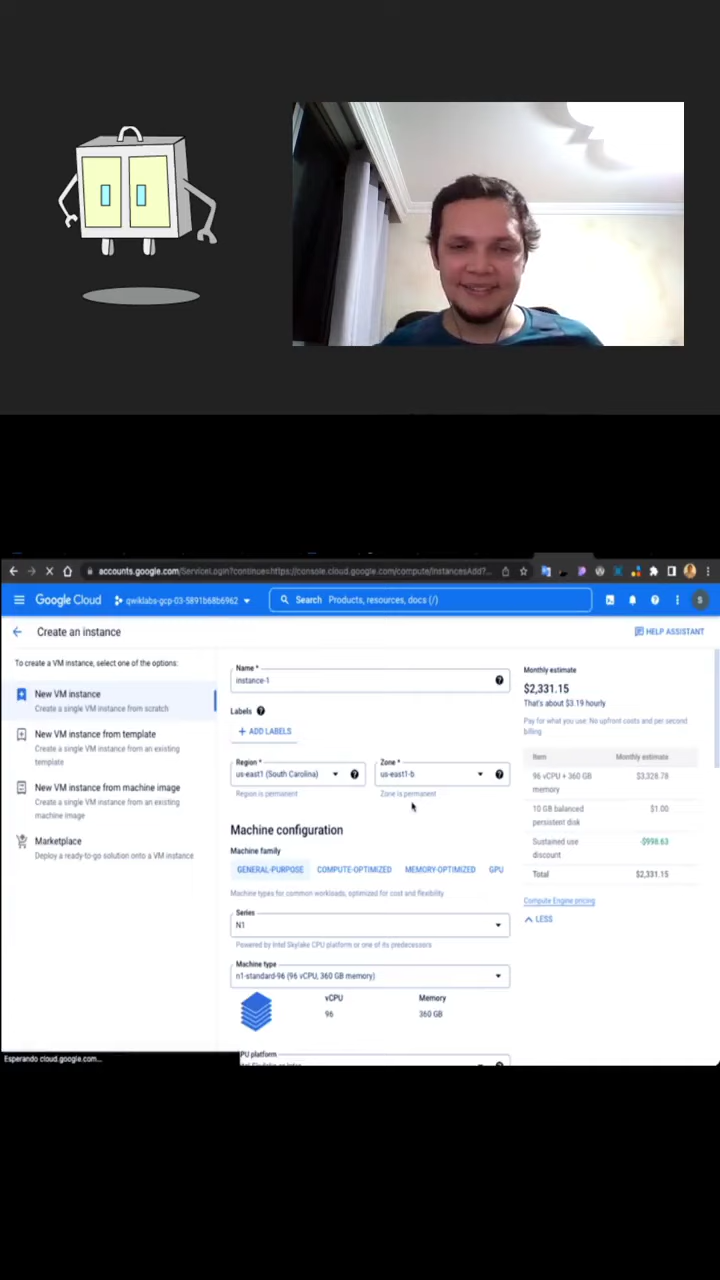 accounts.google.com/ServiceLogin?continue=https://console.cloud.google.com/compute/instancesAdd?...
Google Cloud
qwiklabs-gcp-03-5891b68b6962
Search Products, resources, docs (/)
S
Create an instance
HELP ASSISTANT
To create a VM instance, select one of the options:
New VM instance
Create a single VM instance from scratch
New VM instance from template
Create a single VM instance from an existing
template
New VM instance from machine image
Create a single VM instance from an existing
machine image
Marketplace
Deploy a ready-to-go solution onto a VM instance
Name *
instance-1
Labels
+ ADD LABELS
Region *
us-east1 (South Carolina)
Region is permanent
Zone *
us-east1-b
Zone is permanent
Machine configuration
Machine family
GENERAL-PURPOSE COMPUTE-OPTIMIZED MEMORY-OPTIMIZED GPU
Machine types for common workloads, optimized for cost and flexibility
Series
N1
Powered by Intel Skylake CPU platform or one of its predecessors
Machine type
n1-standard-96 (96 vCPU, 360 GB memory)
vCPU Memory
96 360 GB
PU platform
Monthly estimate
$2,331.15
That's about $3.19 hourly
Pay for what you use: No upfront costs and per second
billing
Item Monthly estimate
96 vCPU + 360 GB $3,328.78
memory
10 GB balanced $1.00
persistent disk
Sustained use -$998.63
discount
Total $2,331.15
Compute Engine pricing
LESS
Esperando cloud.google.com...